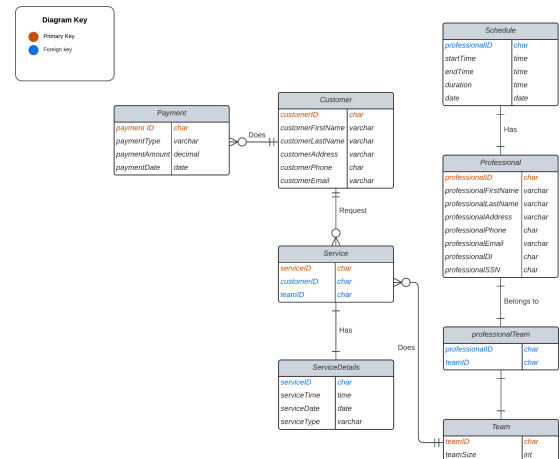 Diagram Key
Primary Key
Foreign key
Schedule
professionalID char
startTime time
endTime time
duration time
date date
Has
Payment
payment ID char
paymentType varchar
paymentAmount decimal
paymentDate date
Does
Customer
customerID char
customerFirstName varchar
customerLastName varchar
customerAddress varchar
customerPhone char
customerEmail varchar
Request
Professional
professionalID char
professionalFirstName varchar
professionalLastName varchar
professionalAddress varchar
professionalPhone char
professionalEmail varchar
professionalDI char
professionalSSN char
Belongs to
Service
serviceID char
customerID char
teamID char
Has
Does
professionalTeam
professionalID char
teamID char
ServiceDetails
serviceID char
serviceTime time
serviceDate date
serviceType varchar
Team
teamID char
teamSize int